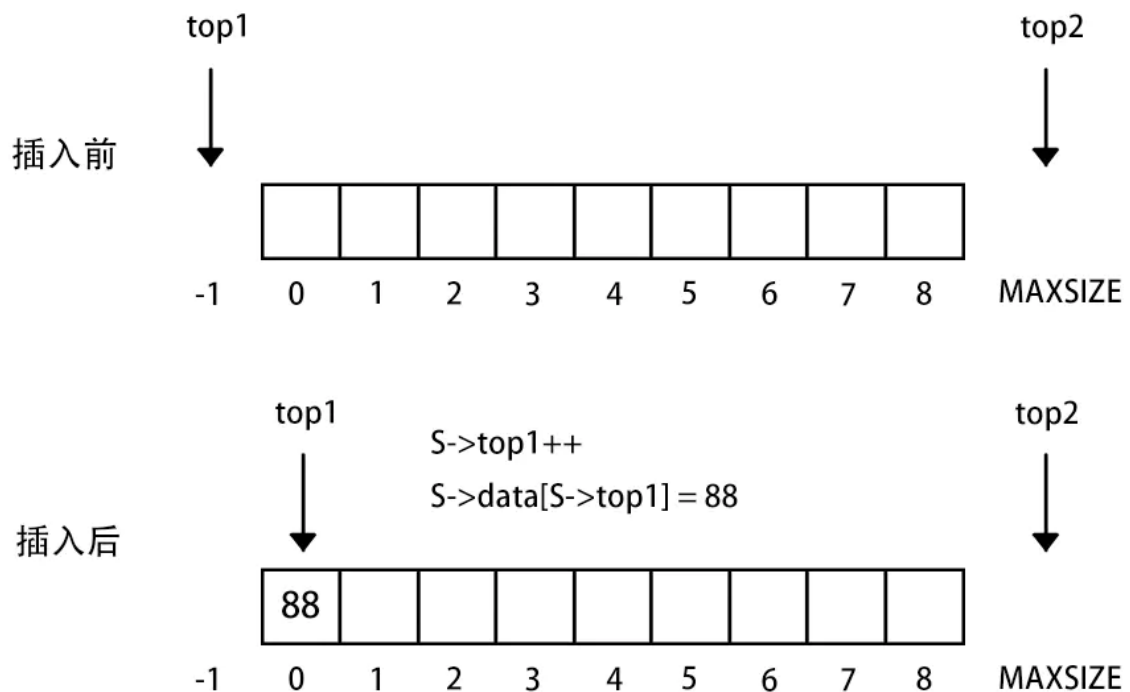 top1 top2
插入前
-1 0 1 2 3 4 5 6 7 8 MAXSIZE
top1 top2
S->top1++
S->data[S->top1] = 88
插入后
88
-1 0 1 2 3 4 5 6 7 8 MAXSIZE